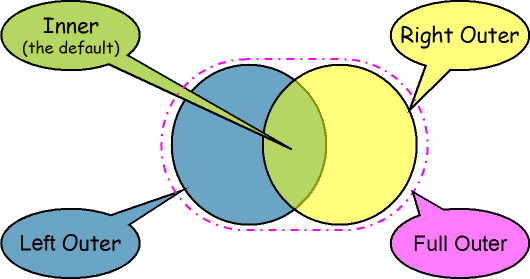 Inner
(the default)
Right Outer
Left Outer
Full Outer